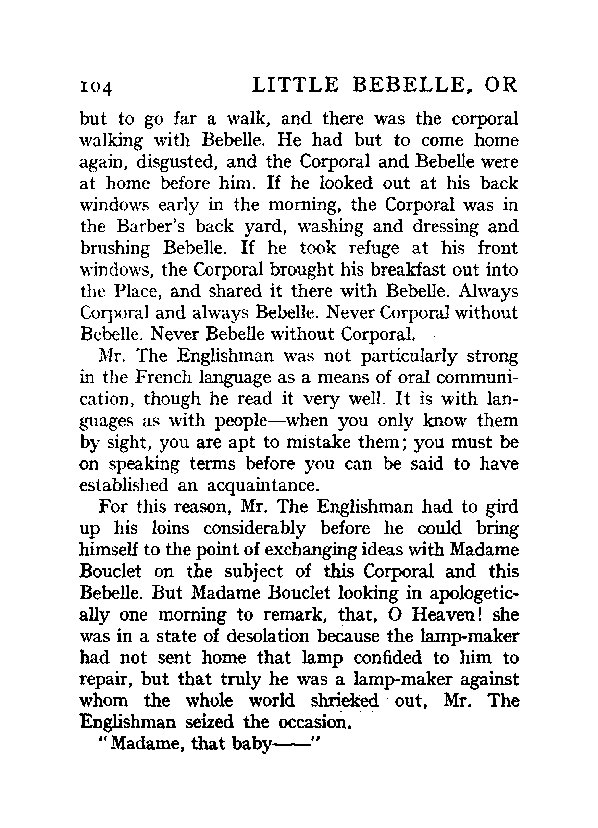 104 LITTLE BEBELLE, OR
but to go far a walk, and there was the corporal
walking with Bebelle. He had but to come home
again, disgusted, and the Corporal and Bebelle were
at home before him. If he looked out at his back
windows early in the morning, the Corporal was in
the Barber's back yard, washing and dressing and
brushing Bebelle. If he took refuge at his front
windows, the Corporal brought his breakfast out into
the Place, and shared it there with Bebelle. Always
Corporal and always Bebelle. Never Corporal without
Bebelle. Never Bebelle without Corporal.
Mr. The Englishman was not particularly strong
in the French language as a means of oral communi-
cation, though he read it very well. It is with lan-
guages as with people—when you only know them
by sight, you are apt to mistake them; you must be
on speaking terms before you can be said to have
established an acquaintance.
For this reason, Mr. The Englishman had to gird
up his loins considerably before he could bring
himself to the point of exchanging ideas with Madame
Bouclet on the subject of this Corporal and this
Bebelle. But Madame Bouclet looking in apologetic-
ally one morning to remark, that, O Heaven! she
was in a state of desolation because the lamp-maker
had not sent home that lamp confided to him to
repair, but that truly he was a lamp-maker against
whom the whole world shrieked out, Mr. The
Englishman seized the occasion.
"Madame, that baby——"